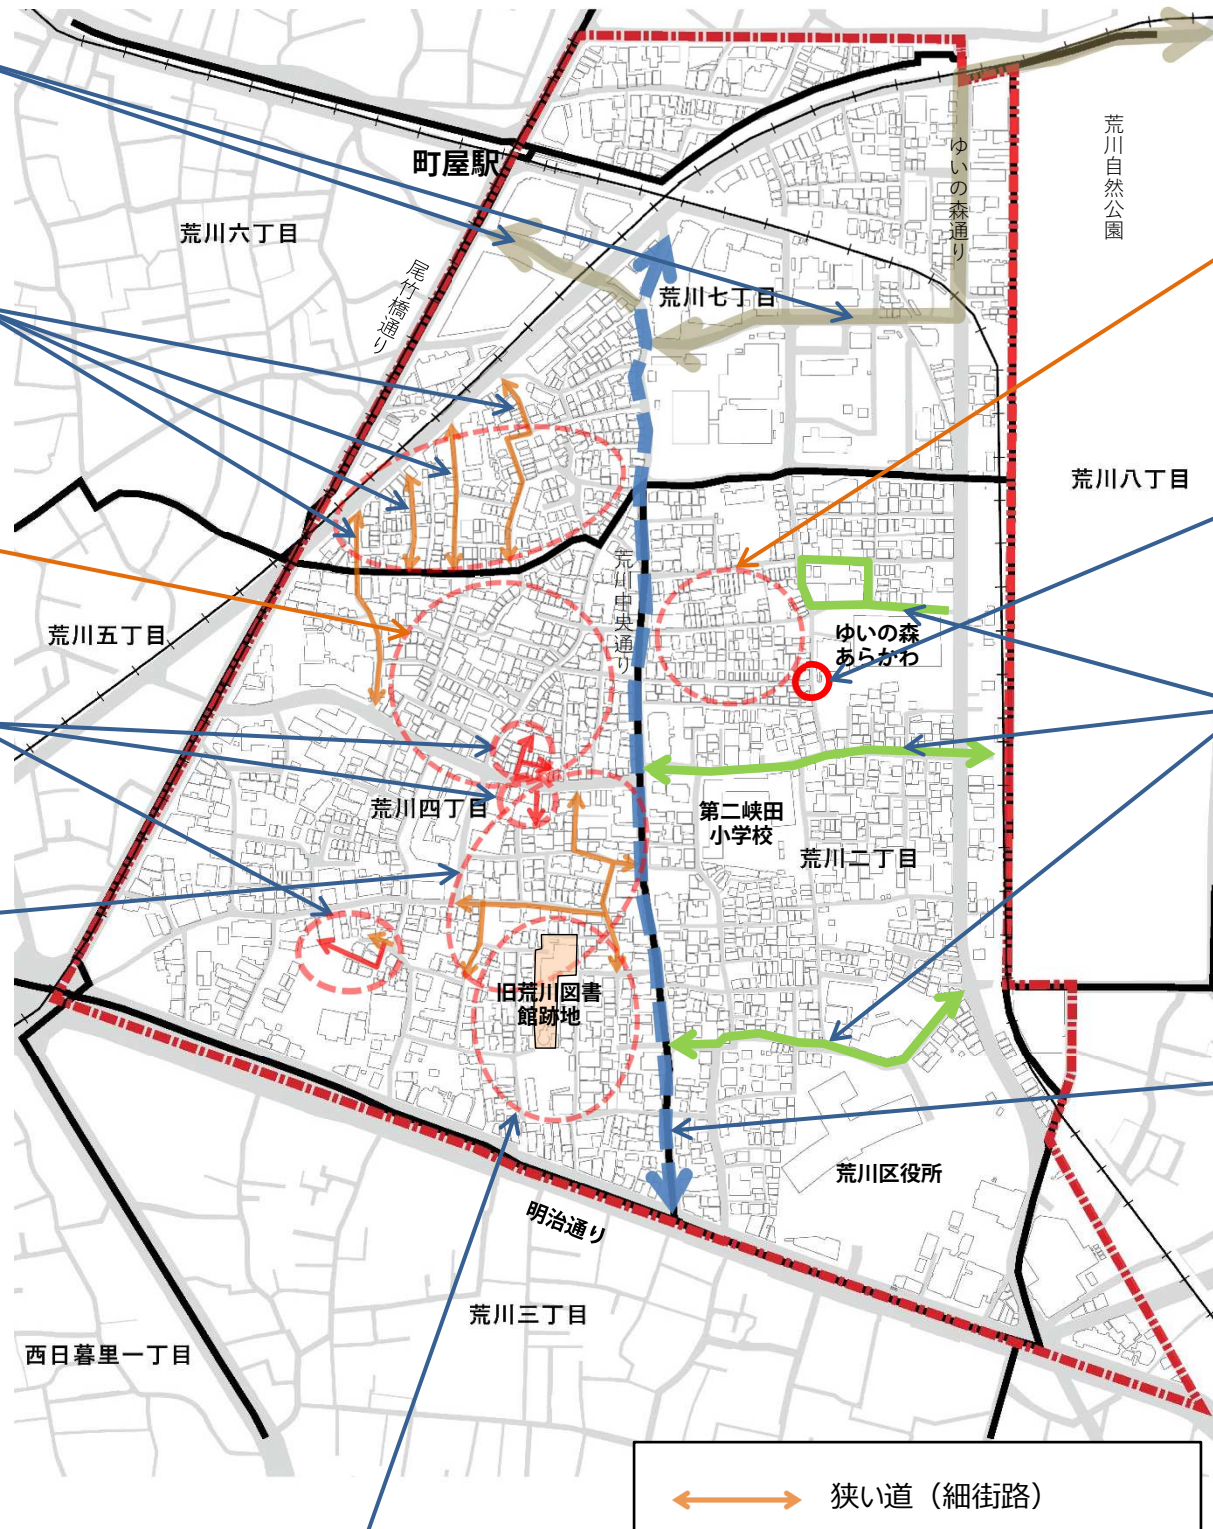 町屋駅
荒川自然公園
ゆいの森通り
荒川六丁目
尾竹橋通り
荒川七丁目
荒川八丁目
荒川中央通り
荒川五丁目
ゆいの森
あらかわ
荒川四丁目
第二峡田
小学校
荒川二丁目
旧荒川図書
館跡地
荒川区役所
明治通り
荒川三丁目
西日暮里一丁目
狭い道（細街路）